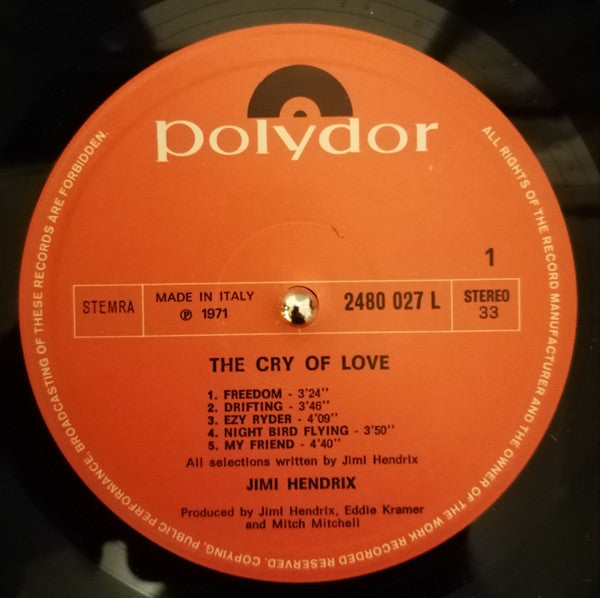 polydor
ALL RIGHTS OF THE RECORD MANUFACTURER AND THE OWNER OF THE WORK RECORDED RESERVED. COPYING, PUBLIC PERFORMANCE, BROADCASTING OF THESE RECORDS ARE FORBIDDEN.
1
STEMRA
MADE IN ITALY
℗ 1971
2480 027 L
STEREO
33
THE CRY OF LOVE
1. FREEDOM - 3'24"
2. DRIFTING - 3'46"
3. EZY RYDER - 4'09"
4. NIGHT BIRD FLYING - 3'50"
5. MY FRIEND - 4'40"
All selections written by Jimi Hendrix
JIMI HENDRIX
Produced by Jimi Hendrix, Eddie Kramer
and Mitch Mitchell